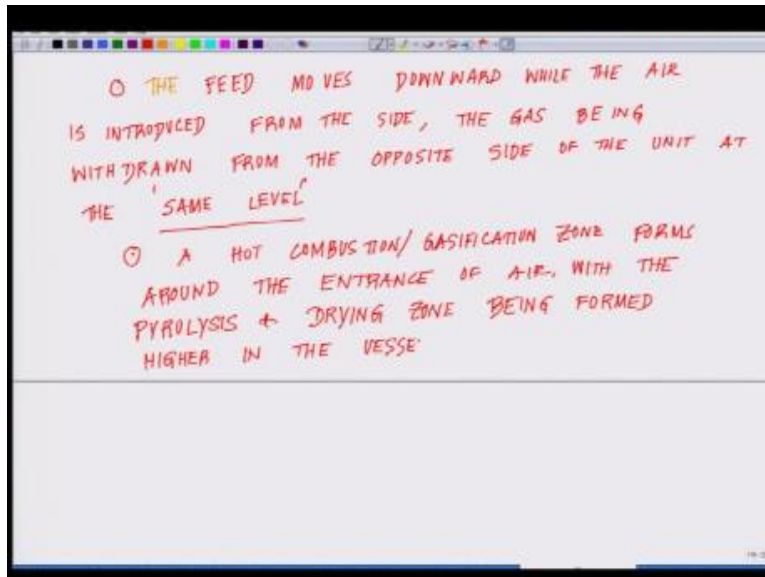 THE FEED MOVES DOWNWARD WHILE THE AIR
IS INTRODUCED FROM THE SIDE, THE GAS BEING
WITHDRAWN FROM THE OPPOSITE SIDE OF THE UNIT AT
THE 'SAME LEVEL'
A HOT COMBUSTION/GASIFICATION ZONE FORMS
AROUND THE ENTRANCE OF AIR, WITH THE
PYROLYSIS + DRYING ZONE BEING FORMED
HIGHER IN THE VESSE